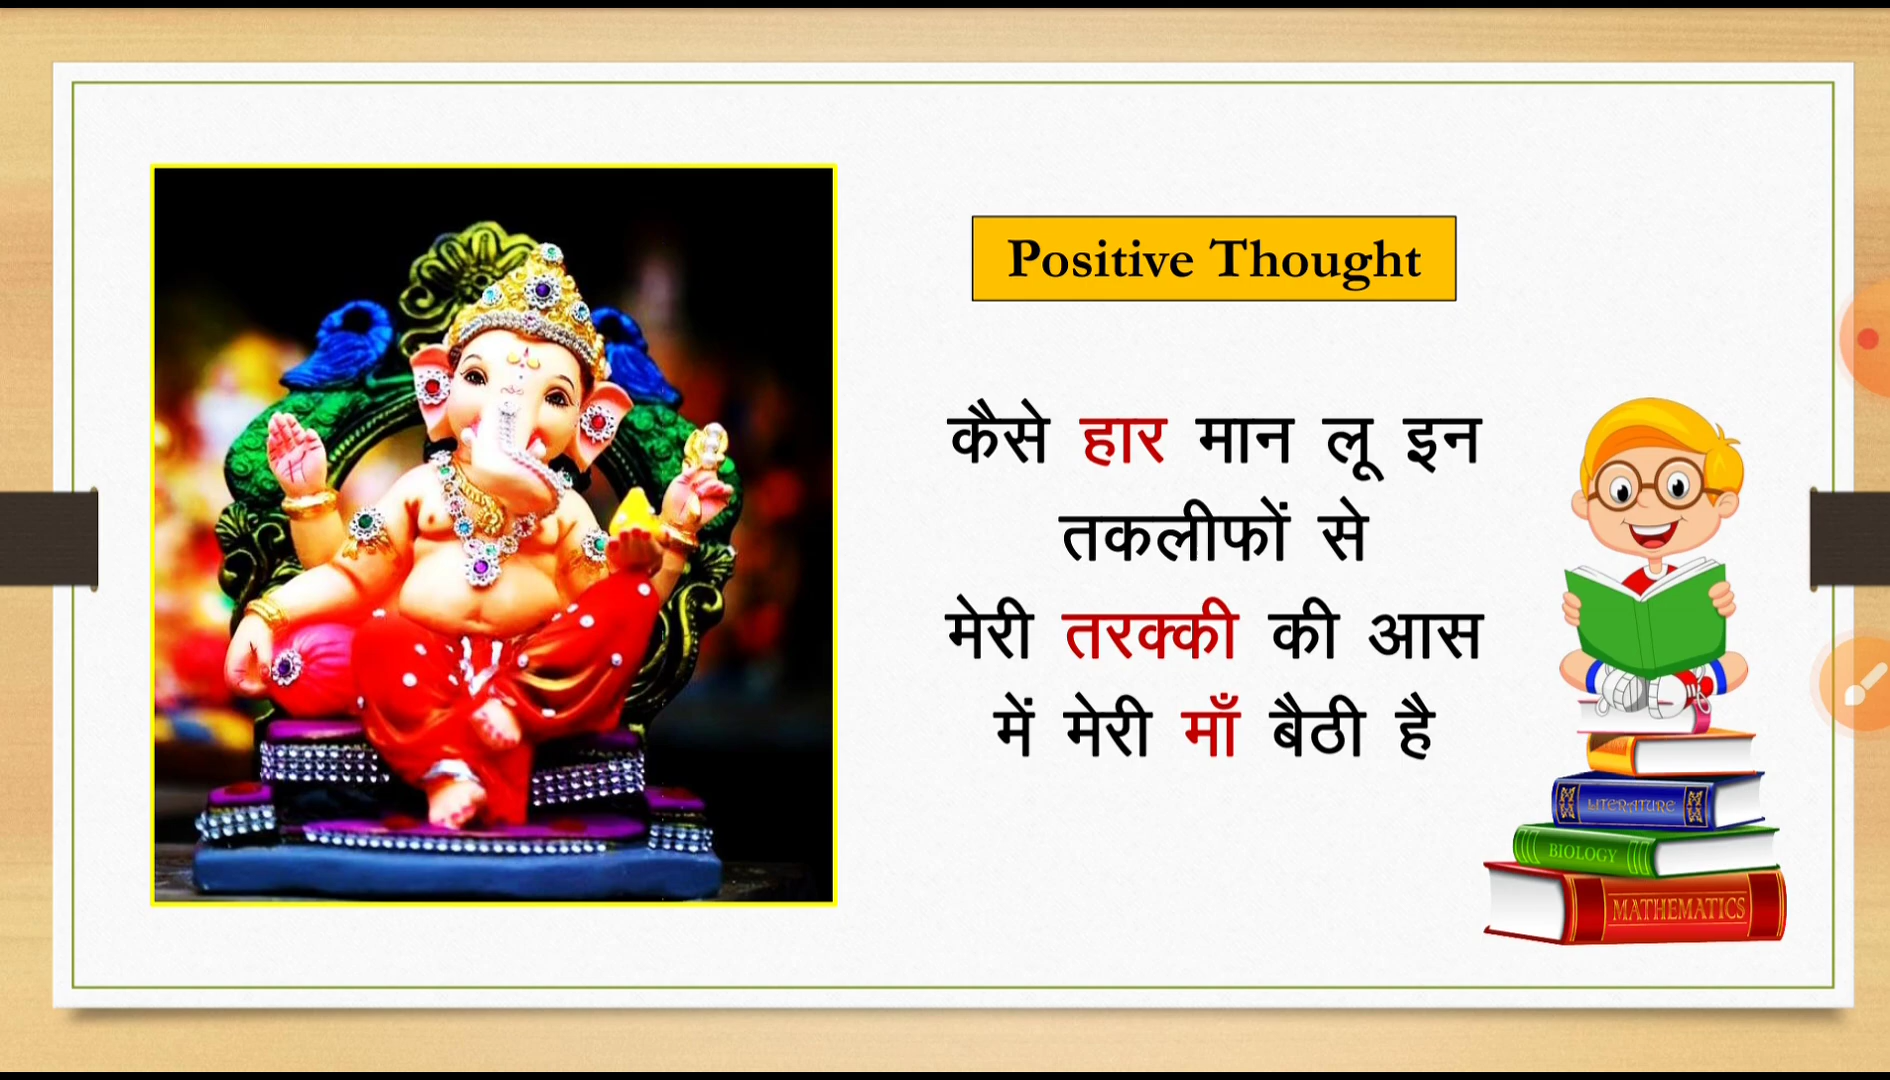 Positive Thought
कैसे हार मान लू इन
तकलीफों से
मेरी तरक्की की आस
में मेरी माँ बैठी है
LITERATURE
BIOLOGY
MATHEMATICS